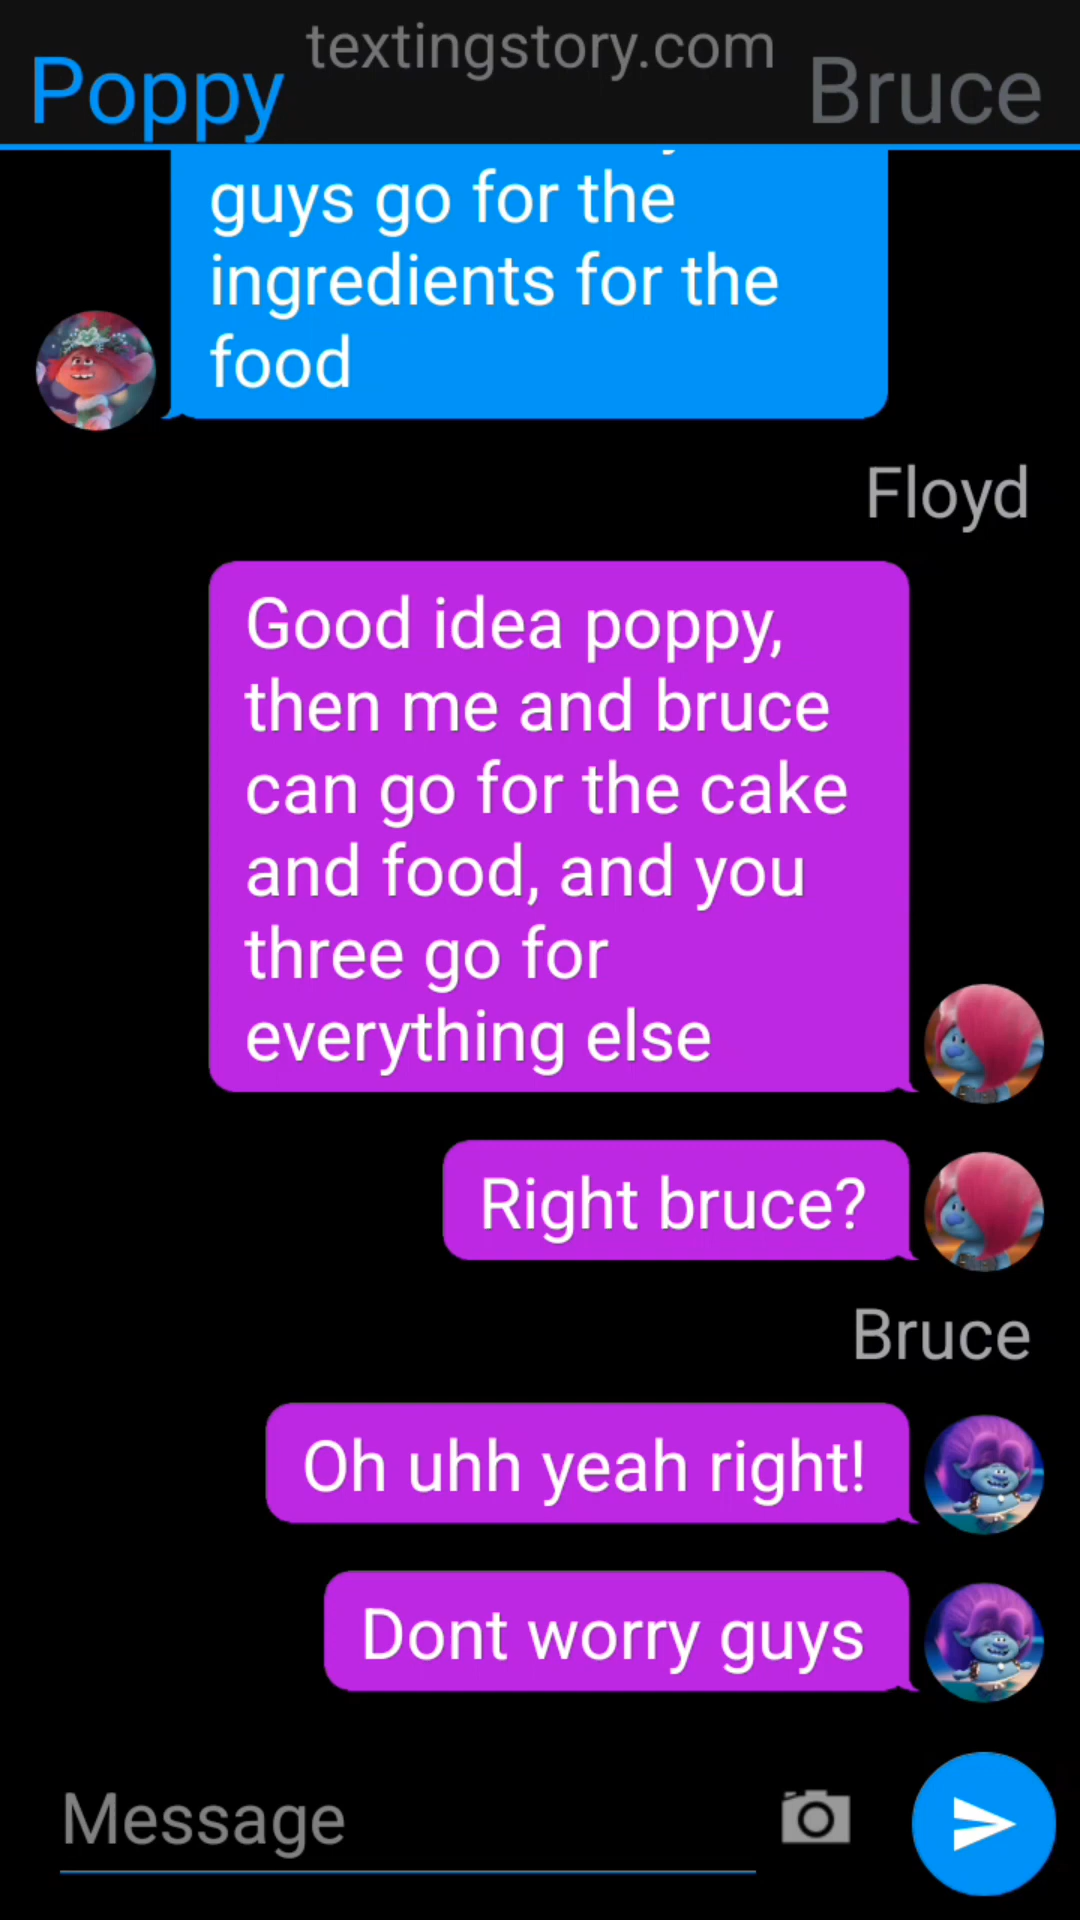 textingstory.com
Poppy
Bruce
guys go for the
ingredients for the
food
Floyd
Good idea poppy,
then me and bruce
can go for the cake
and food, and you
three go for
everything else
Right bruce?
Bruce
Oh uhh yeah right!
Dont worry guys
Message